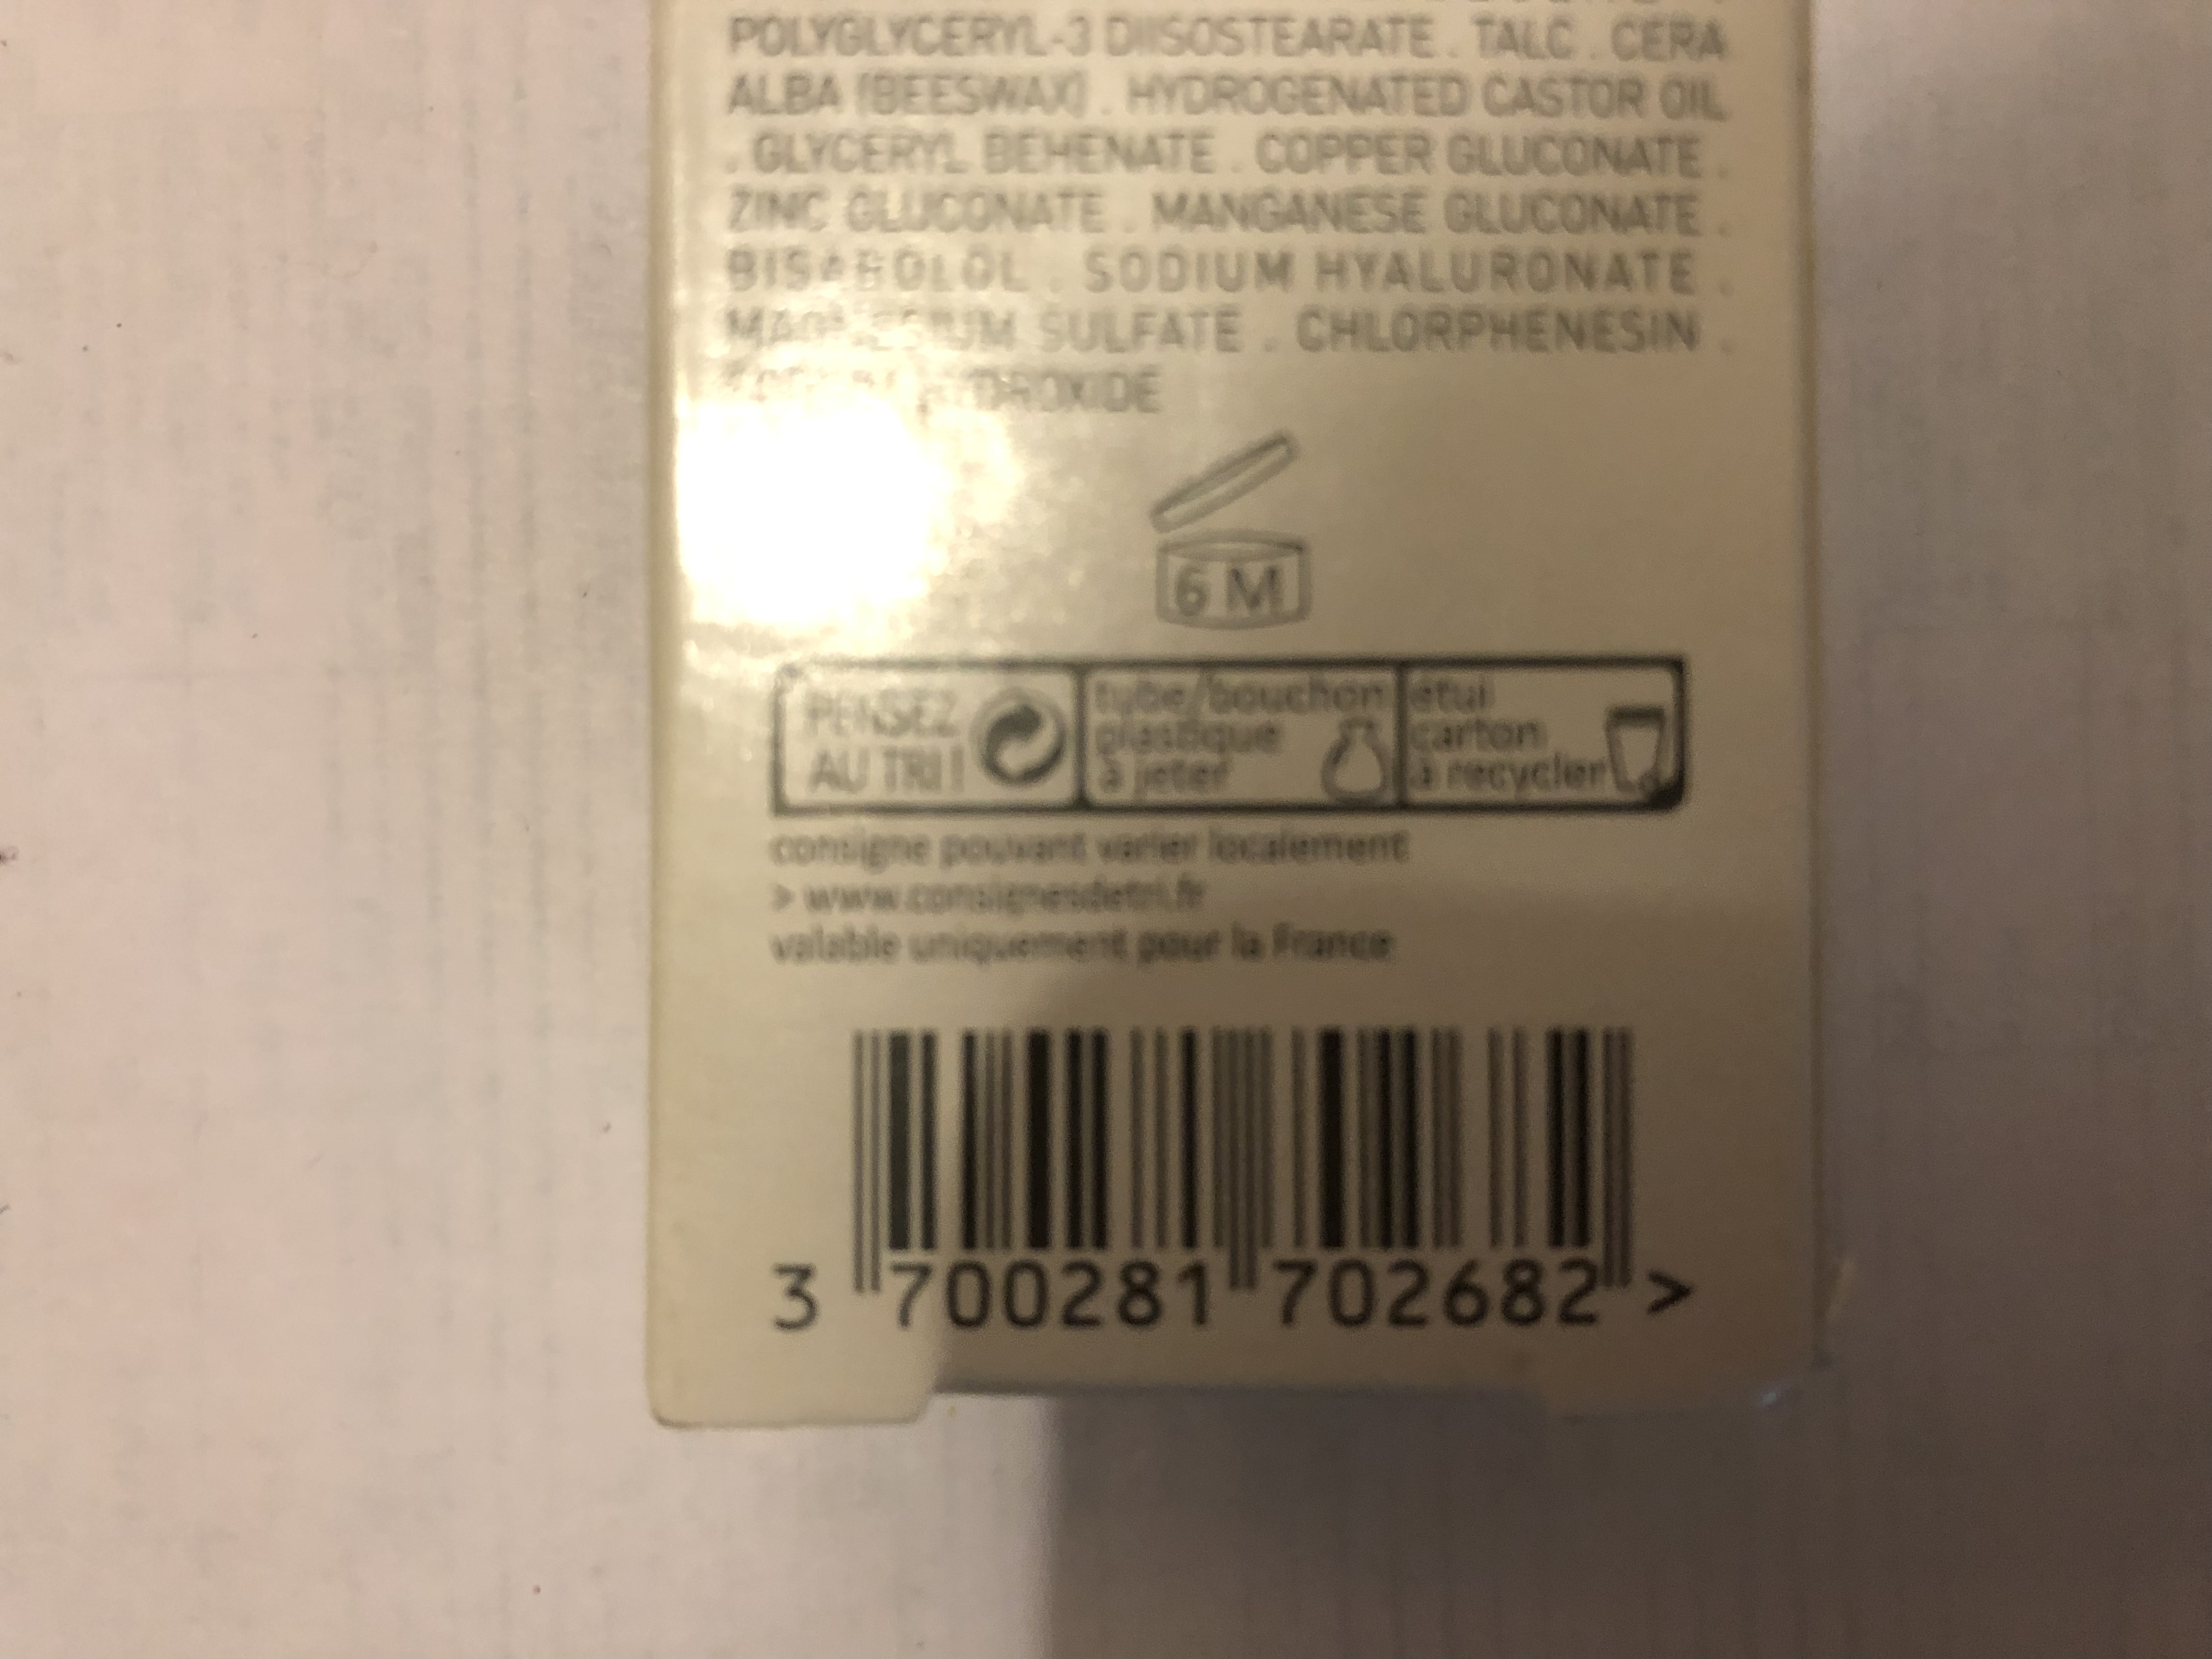 POLYGLYCERYL-3 DIISOSTEARATE . TALC . CERA
ALBA (BEESWAX) . HYDROGENATED CASTOR OIL
. GLYCERYL BEHENATE . COPPER GLUCONATE .
ZINC GLUCONATE . MANGANESE GLUCONATE .
BISABOLOL . SODIUM HYALURONATE .
MAGNESIUM SULFATE . CHLORPHENESIN .
HYDROXIDE
6 M
PENSEZ
AU TRI !
tube/bouchon
plastique
à jeter
étui
carton
à recycler
consigne pouvant varier localement
> www.consignesdetri.fr
valable uniquement pour la France
3 700281 702682 >